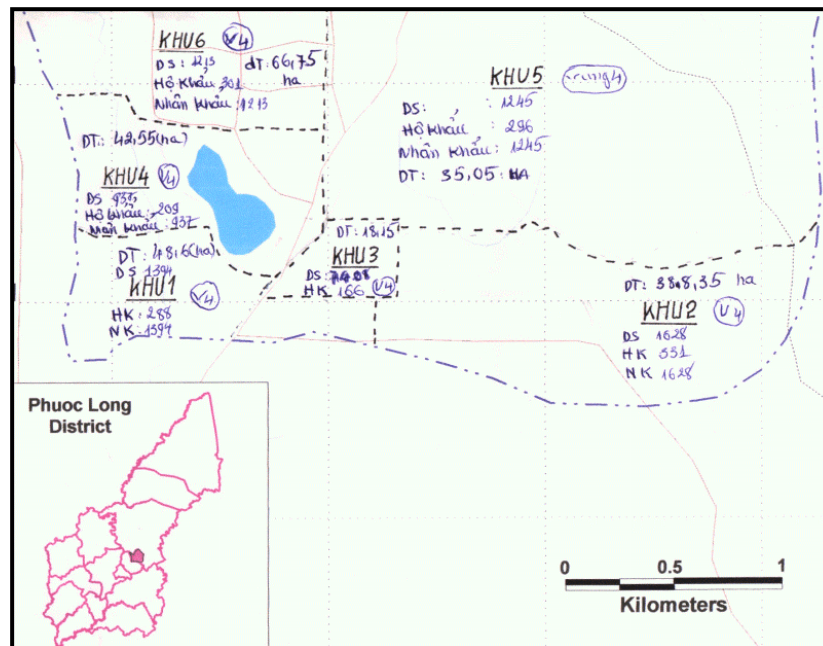 KHU6 V4
DS: 1213 dT: 66,75 ha
Hộ Khẩu: 301
Nhân Khẩu: 1213
KHU5 Trung 4
DS: 1245
Hộ Khẩu: 296
Nhân Khẩu: 1245
DT: 35,05 HA
DT: 42,55(ha)
KHU4 V4
DS 937
Hộ Khẩu: 209
Nhân Khẩu: 937
DT: 48,6(ha)
DS 1394
KHU1 V4
HK: 288
NK: 1394
DT: 18,15
KHU3
DS:
HK 166 V4
DT: 388,35 ha
KHU2 V4
DS 1628
HK 331
NK 1628
Phuoc Long
District
0 0.5 1
Kilometers